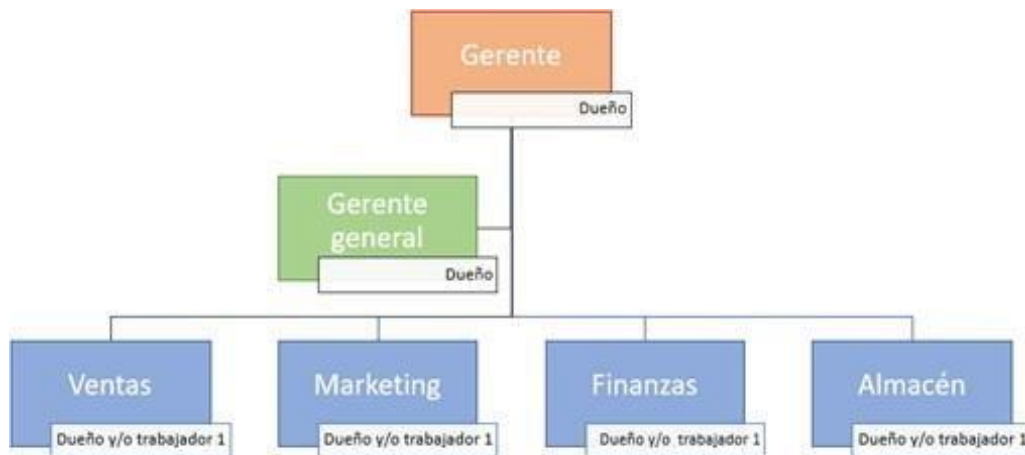 Gerente
Dueño
Gerente
general
Dueño
Ventas
Dueño y/o trabajador 1
Marketing
Dueño y/o trabajador 1
Finanzas
Dueño y/o trabajador 1
Almacén
Dueño y/o trabajador 1